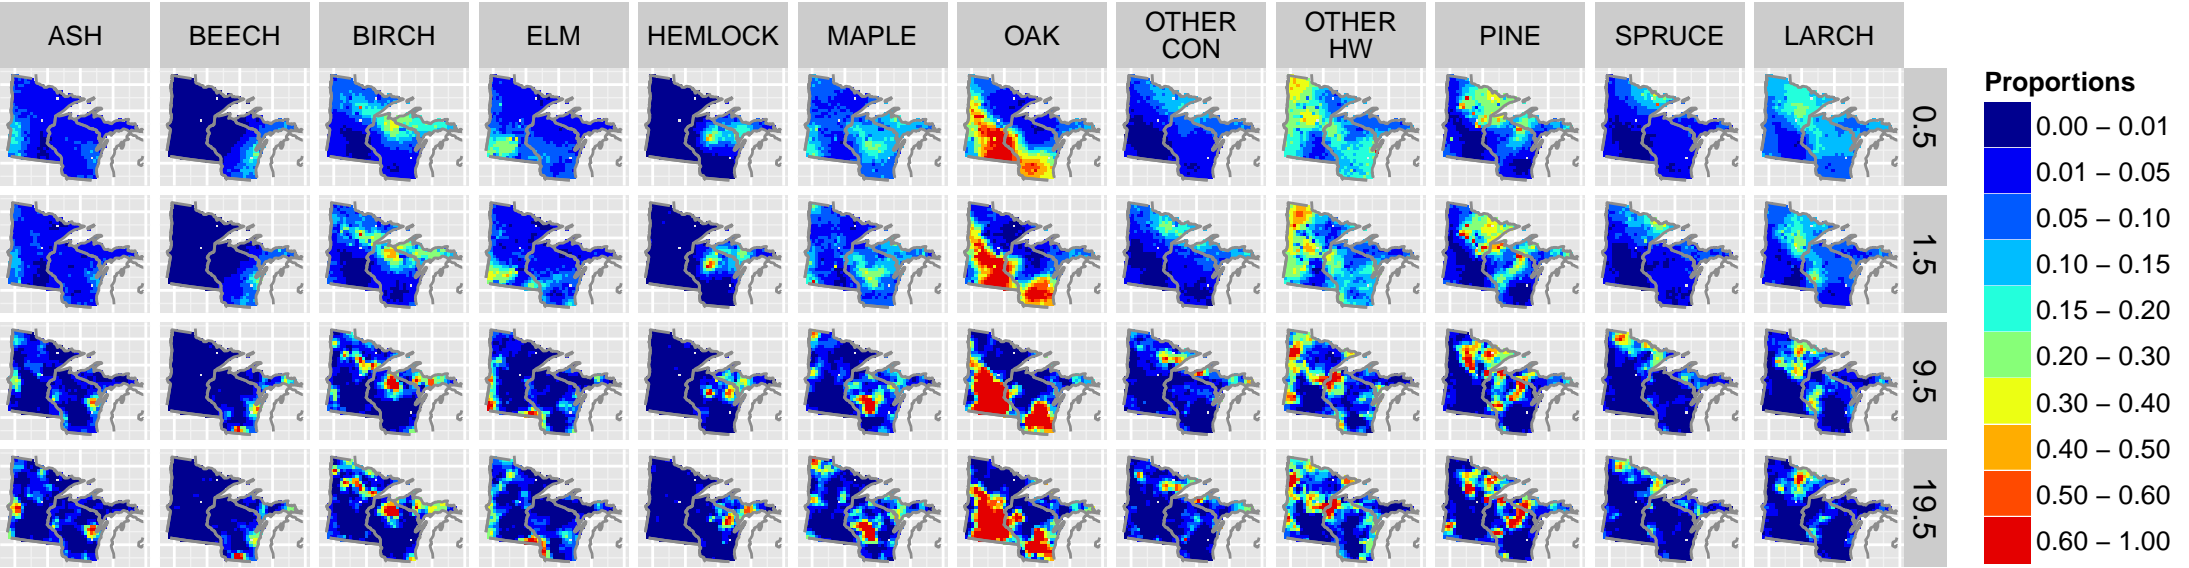 ASH BEECH BIRCH ELM HEMLOCK MAPLE OAK OTHER CON OTHER HW PINE SPRUCE LARCH
0.5
1.5
9.5
19.5
Proportions
0.00 – 0.01
0.01 – 0.05
0.05 – 0.10
0.10 – 0.15
0.15 – 0.20
0.20 – 0.30
0.30 – 0.40
0.40 – 0.50
0.50 – 0.60
0.60 – 1.00